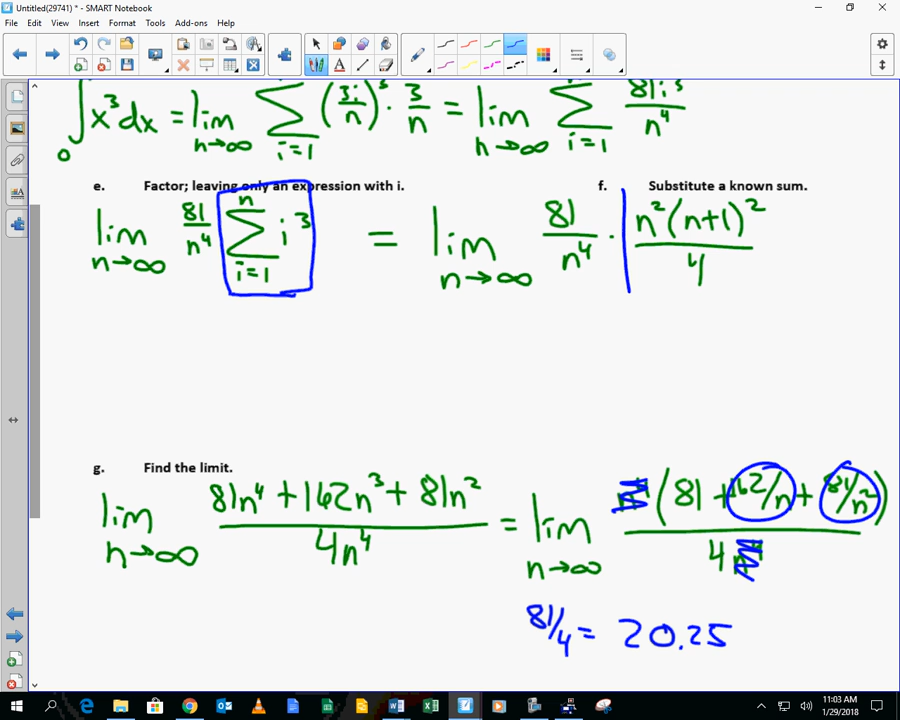 Untitled(29741) * - SMART Notebook
File Edit View Insert Format Tools Add-ons Help
∫ x³dx = lim Σ (3i/n)³ · 3/n = lim Σ 81i³/n⁴
0 n→∞ i=1 n→∞ i=1
e. Factor; leaving only an expression with i.
f. Substitute a known sum.
lim 81/n⁴ Σ i³ = lim 81/n⁴ · n²(n+1)²/4
n→∞ n i=1 n→∞
g. Find the limit.
lim 81n⁴ + 162n³ + 81n² / 4n⁴ = lim n⁴(81 + 162/n + 81/n²) / 4n⁴
n→∞ n→∞
81/4 = 20.25
11:03 AM
1/29/2018